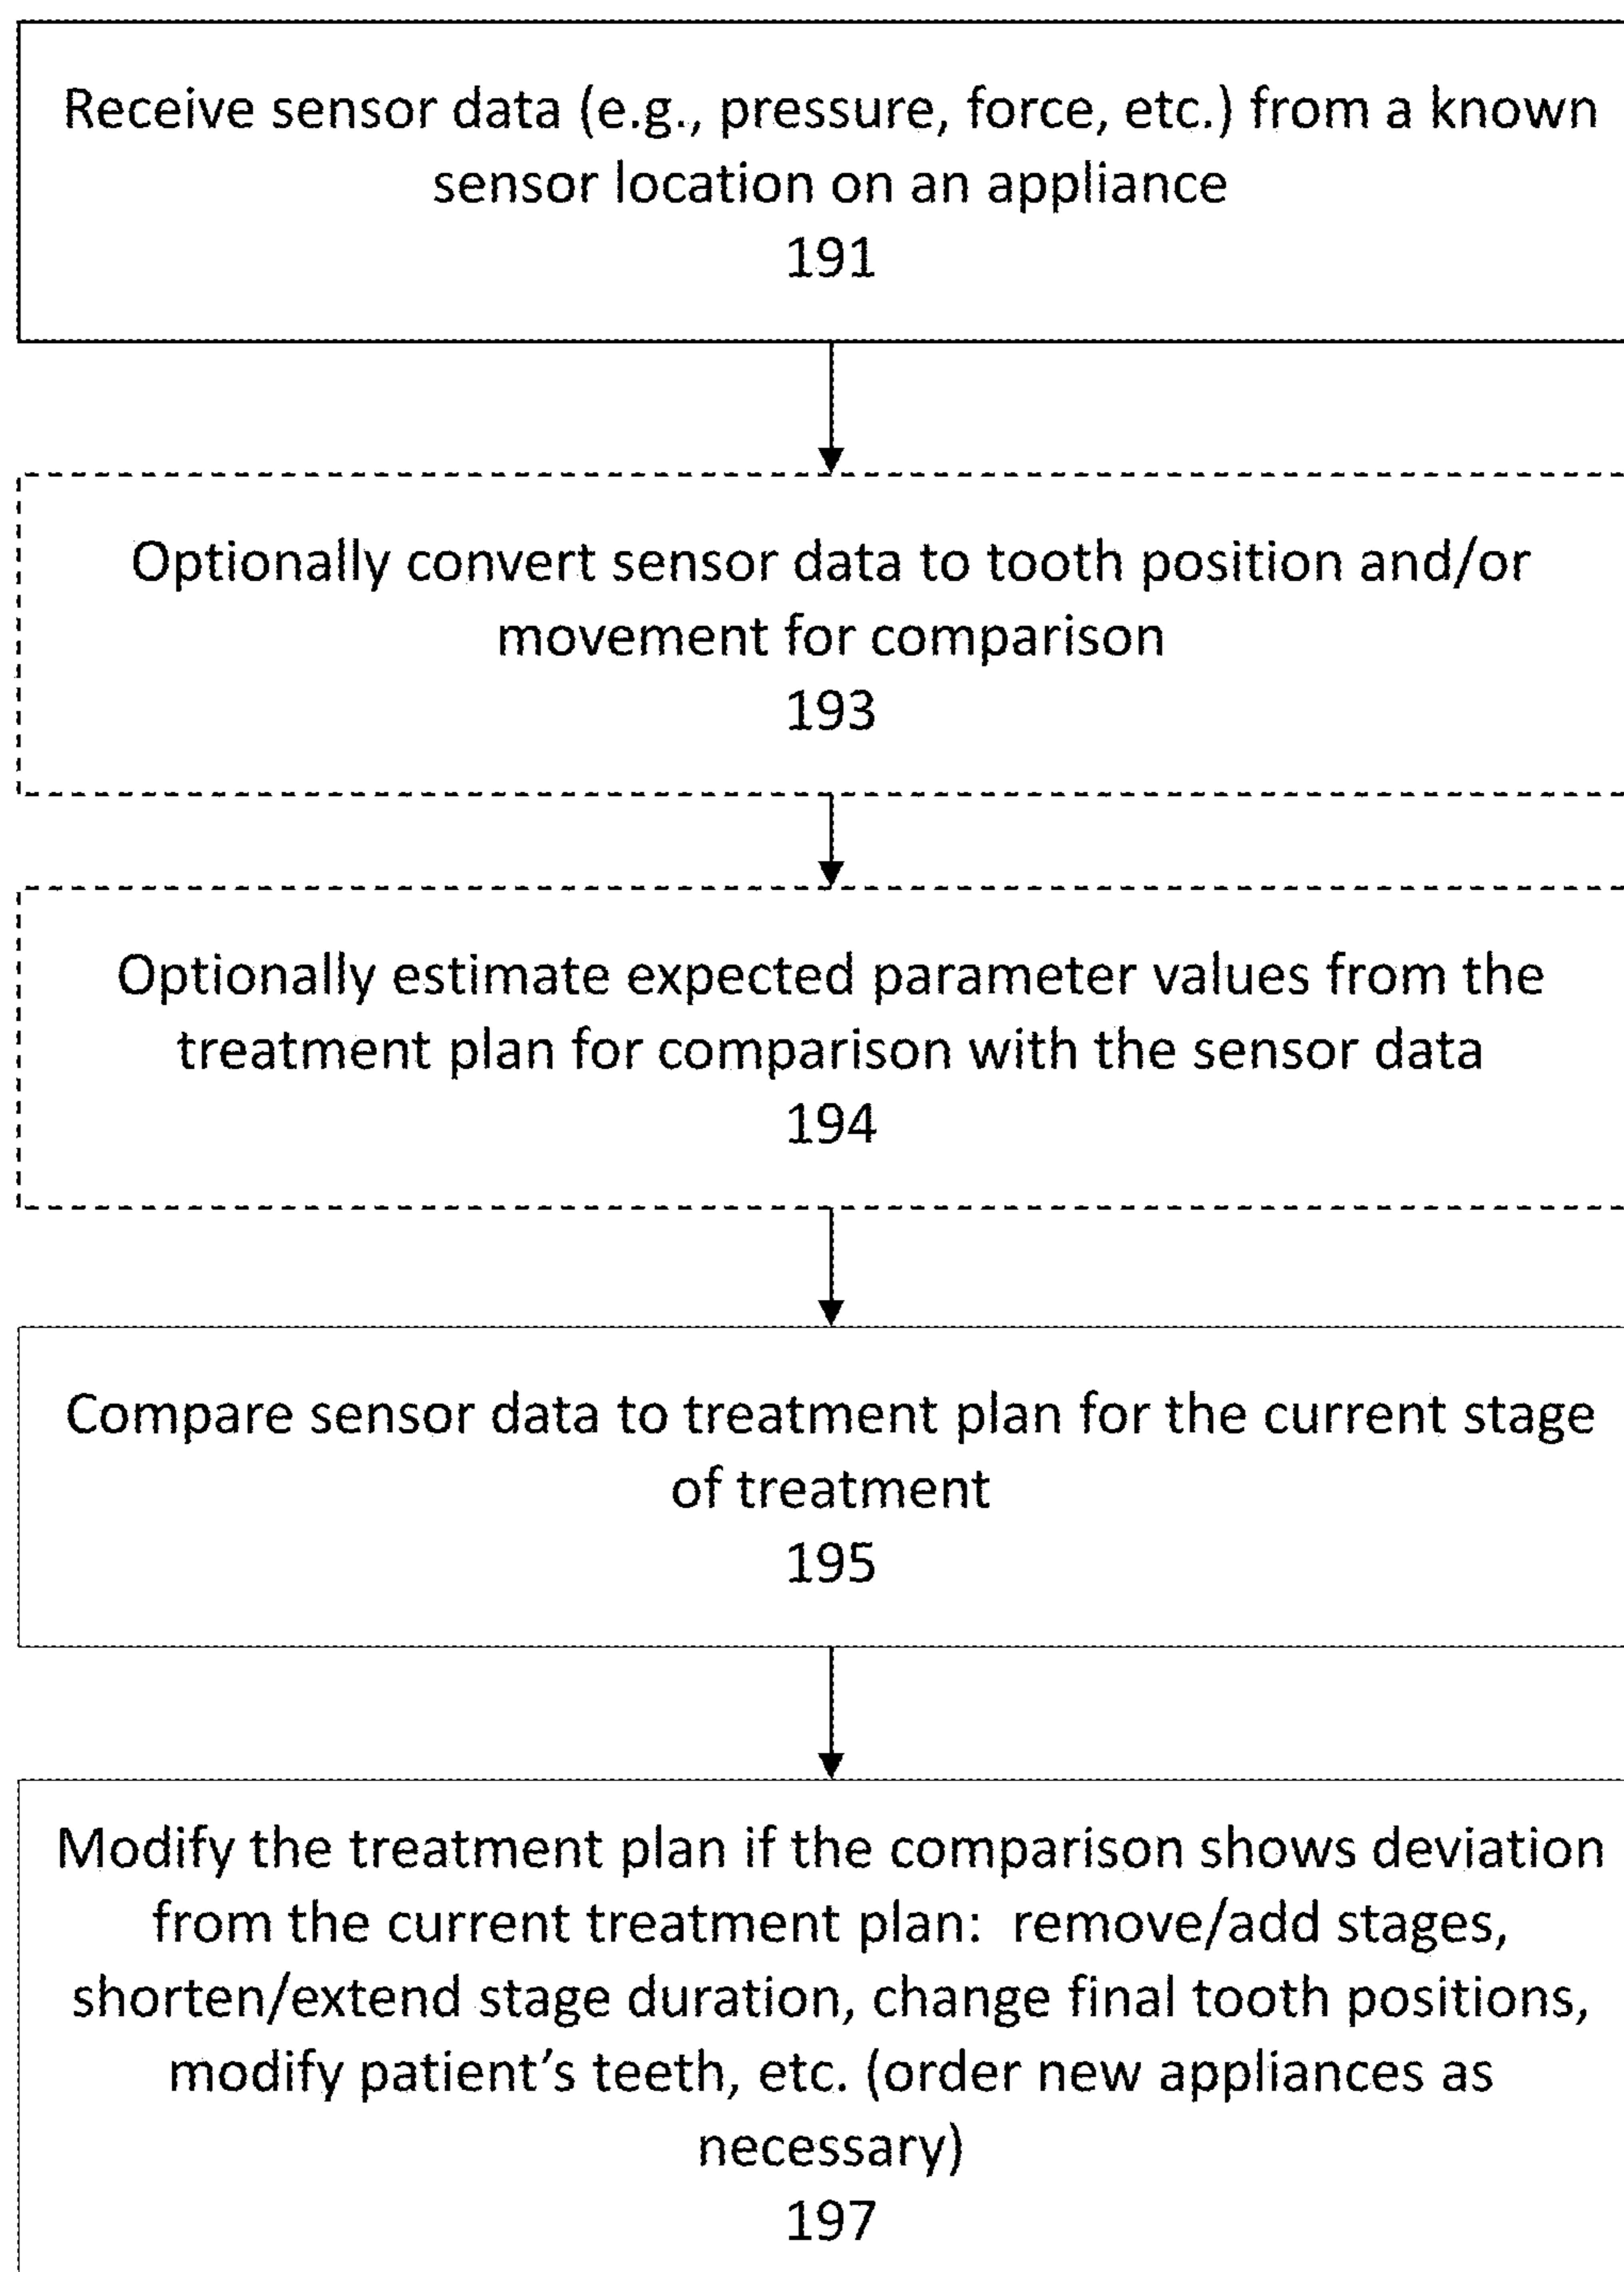 Receive sensor data (e.g., pressure, force, etc.) from a known
sensor location on an appliance
191
Optionally convert sensor data to tooth position and/or
movement for comparison
193
Optionally estimate expected parameter values from the
treatment plan for comparison with the sensor data
194
Compare sensor data to treatment plan for the current stage
of treatment
195
Modify the treatment plan if the comparison shows deviation
from the current treatment plan:  remove/add stages,
shorten/extend stage duration, change final tooth positions,
modify patient’s teeth, etc. (order new appliances as
necessary)
197